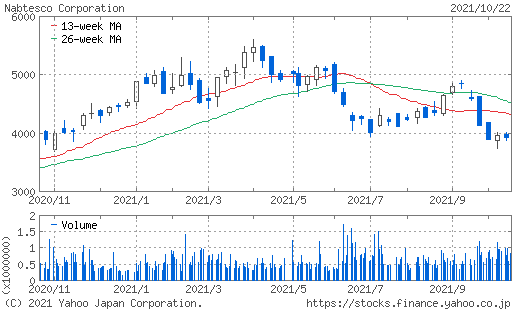 Nabtesco Corporation 2021/10/22
6000
13-week MA
26-week MA
5000
4000
3000
2020/11 2021/1 2021/3 2021/5 2021/7 2021/9
2
Volume
1.5
1
0.5
0
(x1000000)
2020/11 2021/1 2021/3 2021/5 2021/7 2021/9
(C) 2021 Yahoo Japan Corporation. https://stocks.finance.yahoo.co.jp/